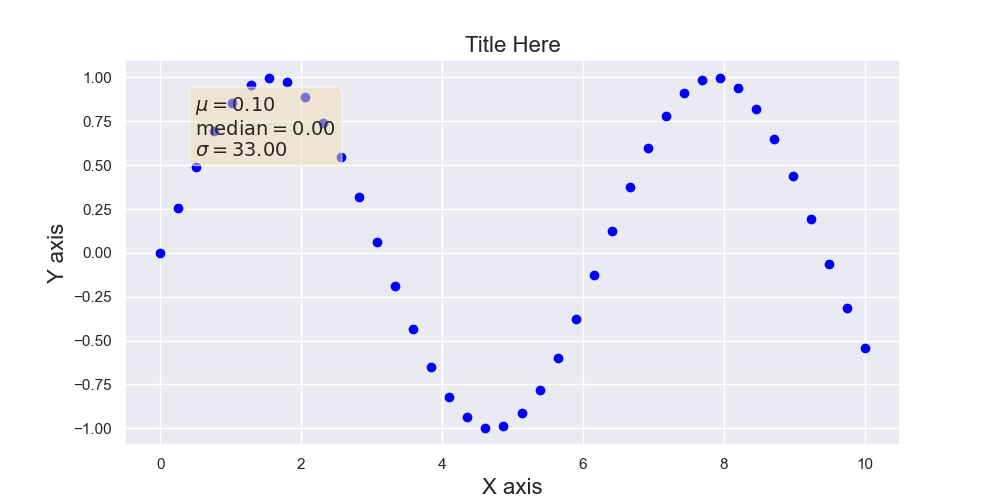 Title Here
1.00
0.75
0.50
0.25
0.00
−0.25
−0.50
−0.75
−1.00
μ = 0.10
median = 0.00
σ = 33.00
Y axis
0 2 4 6 8 10
X axis